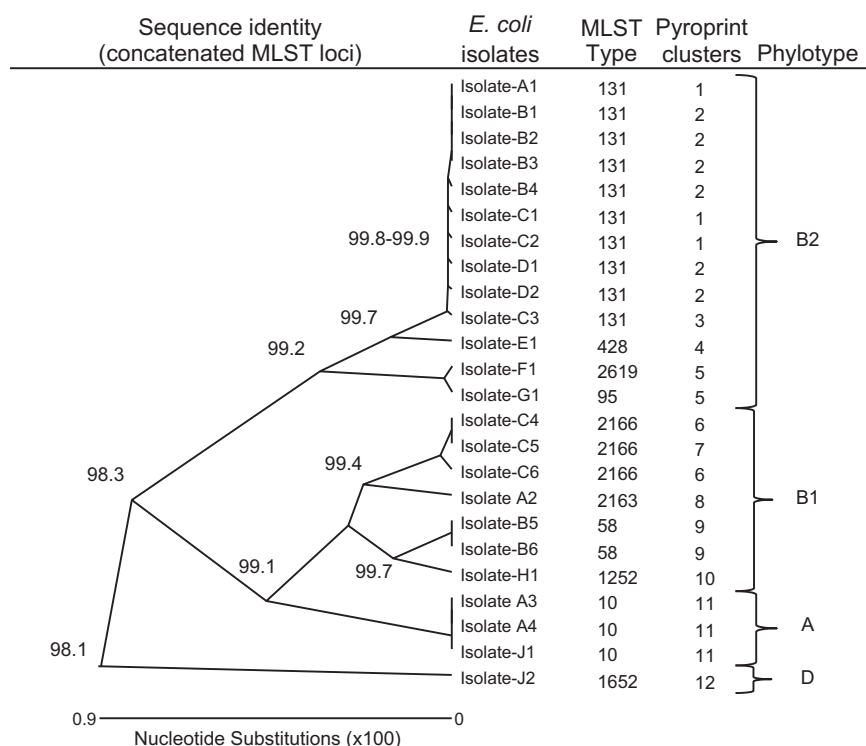 Sequence identity E. coli MLST Pyroprint
(concatenated MLST loci) isolates Type clusters Phylotype
Isolate-A1 131 1
Isolate-B1 131 2
Isolate-B2 131 2
Isolate-B3 131 2
Isolate-B4 131 2
Isolate-C1 131 1
99.8-99.9 Isolate-C2 131 1 B2
Isolate-D1 131 2
Isolate-D2 131 2
99.7 Isolate-C3 131 3
99.2 Isolate-E1 428 4
Isolate-F1 2619 5
Isolate-G1 95 5
Isolate-C4 2166 6
Isolate-C5 2166 7
98.3 99.4 Isolate-C6 2166 6
Isolate A2 2163 8 B1
Isolate-B5 58 9
Isolate-B6 58 9
99.1 99.7 Isolate-H1 1252 10
Isolate A3 10 11
Isolate A4 10 11 A
98.1 Isolate-J1 10 11
Isolate-J2 1652 12 D
0.9 0
Nucleotide Substitutions (x100)